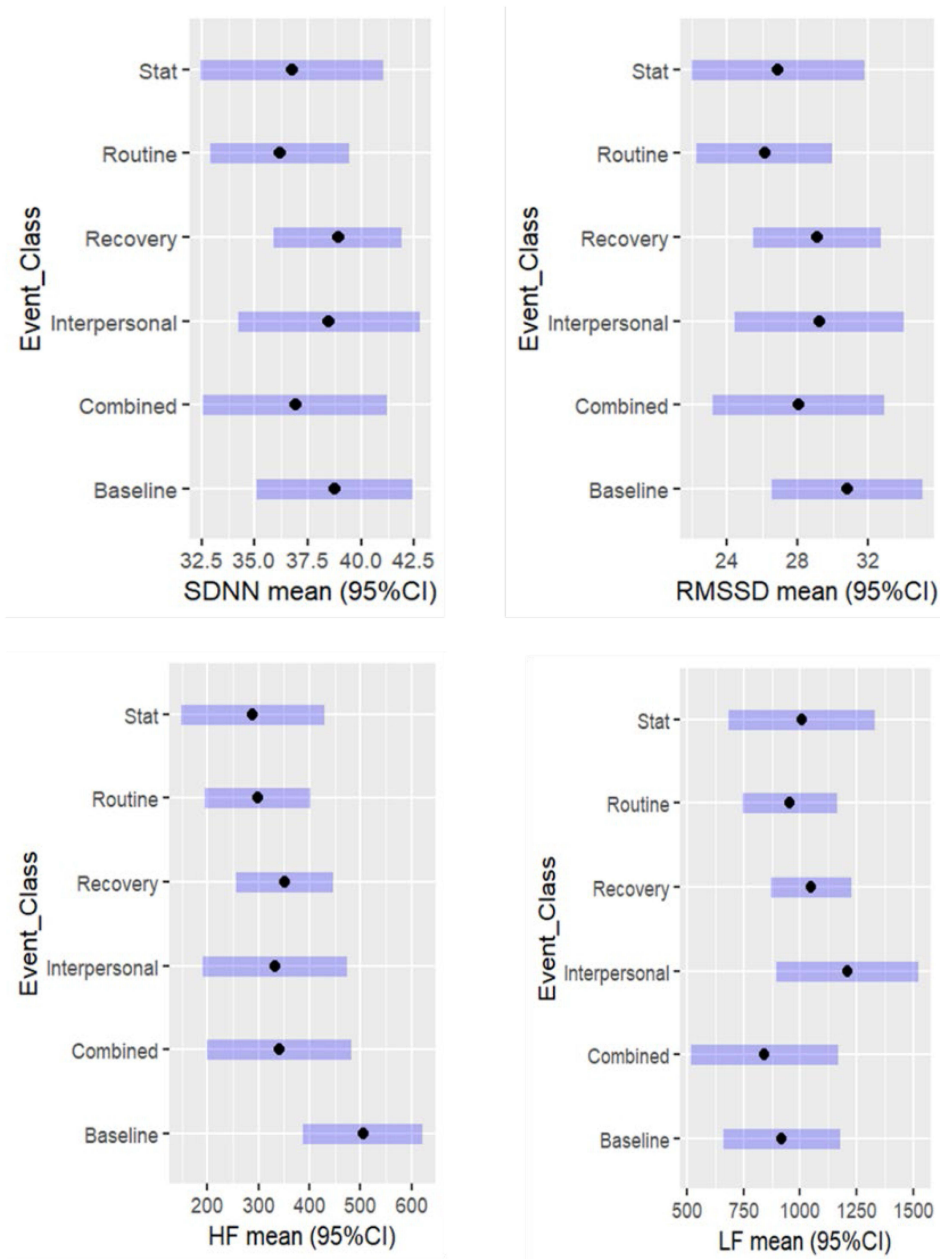 Event_Class
Stat
Routine
Recovery
Interpersonal
Combined
Baseline
32.5 35.0 37.5 40.0 42.5
SDNN mean (95%CI)
Event_Class
Stat
Routine
Recovery
Interpersonal
Combined
Baseline
24 28 32
RMSSD mean (95%CI)
Event_Class
Stat
Routine
Recovery
Interpersonal
Combined
Baseline
200 300 400 500 600
HF mean (95%CI)
Event_Class
Stat
Routine
Recovery
Interpersonal
Combined
Baseline
500 750 1000 1250 1500
LF mean (95%CI)